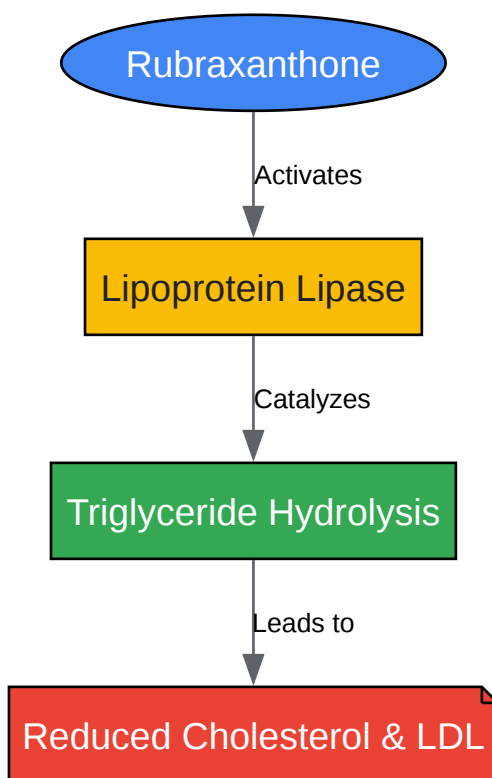 Rubraxanthone
Activates
Lipoprotein Lipase
Catalyzes
Triglyceride Hydrolysis
Leads to
Reduced Cholesterol & LDL